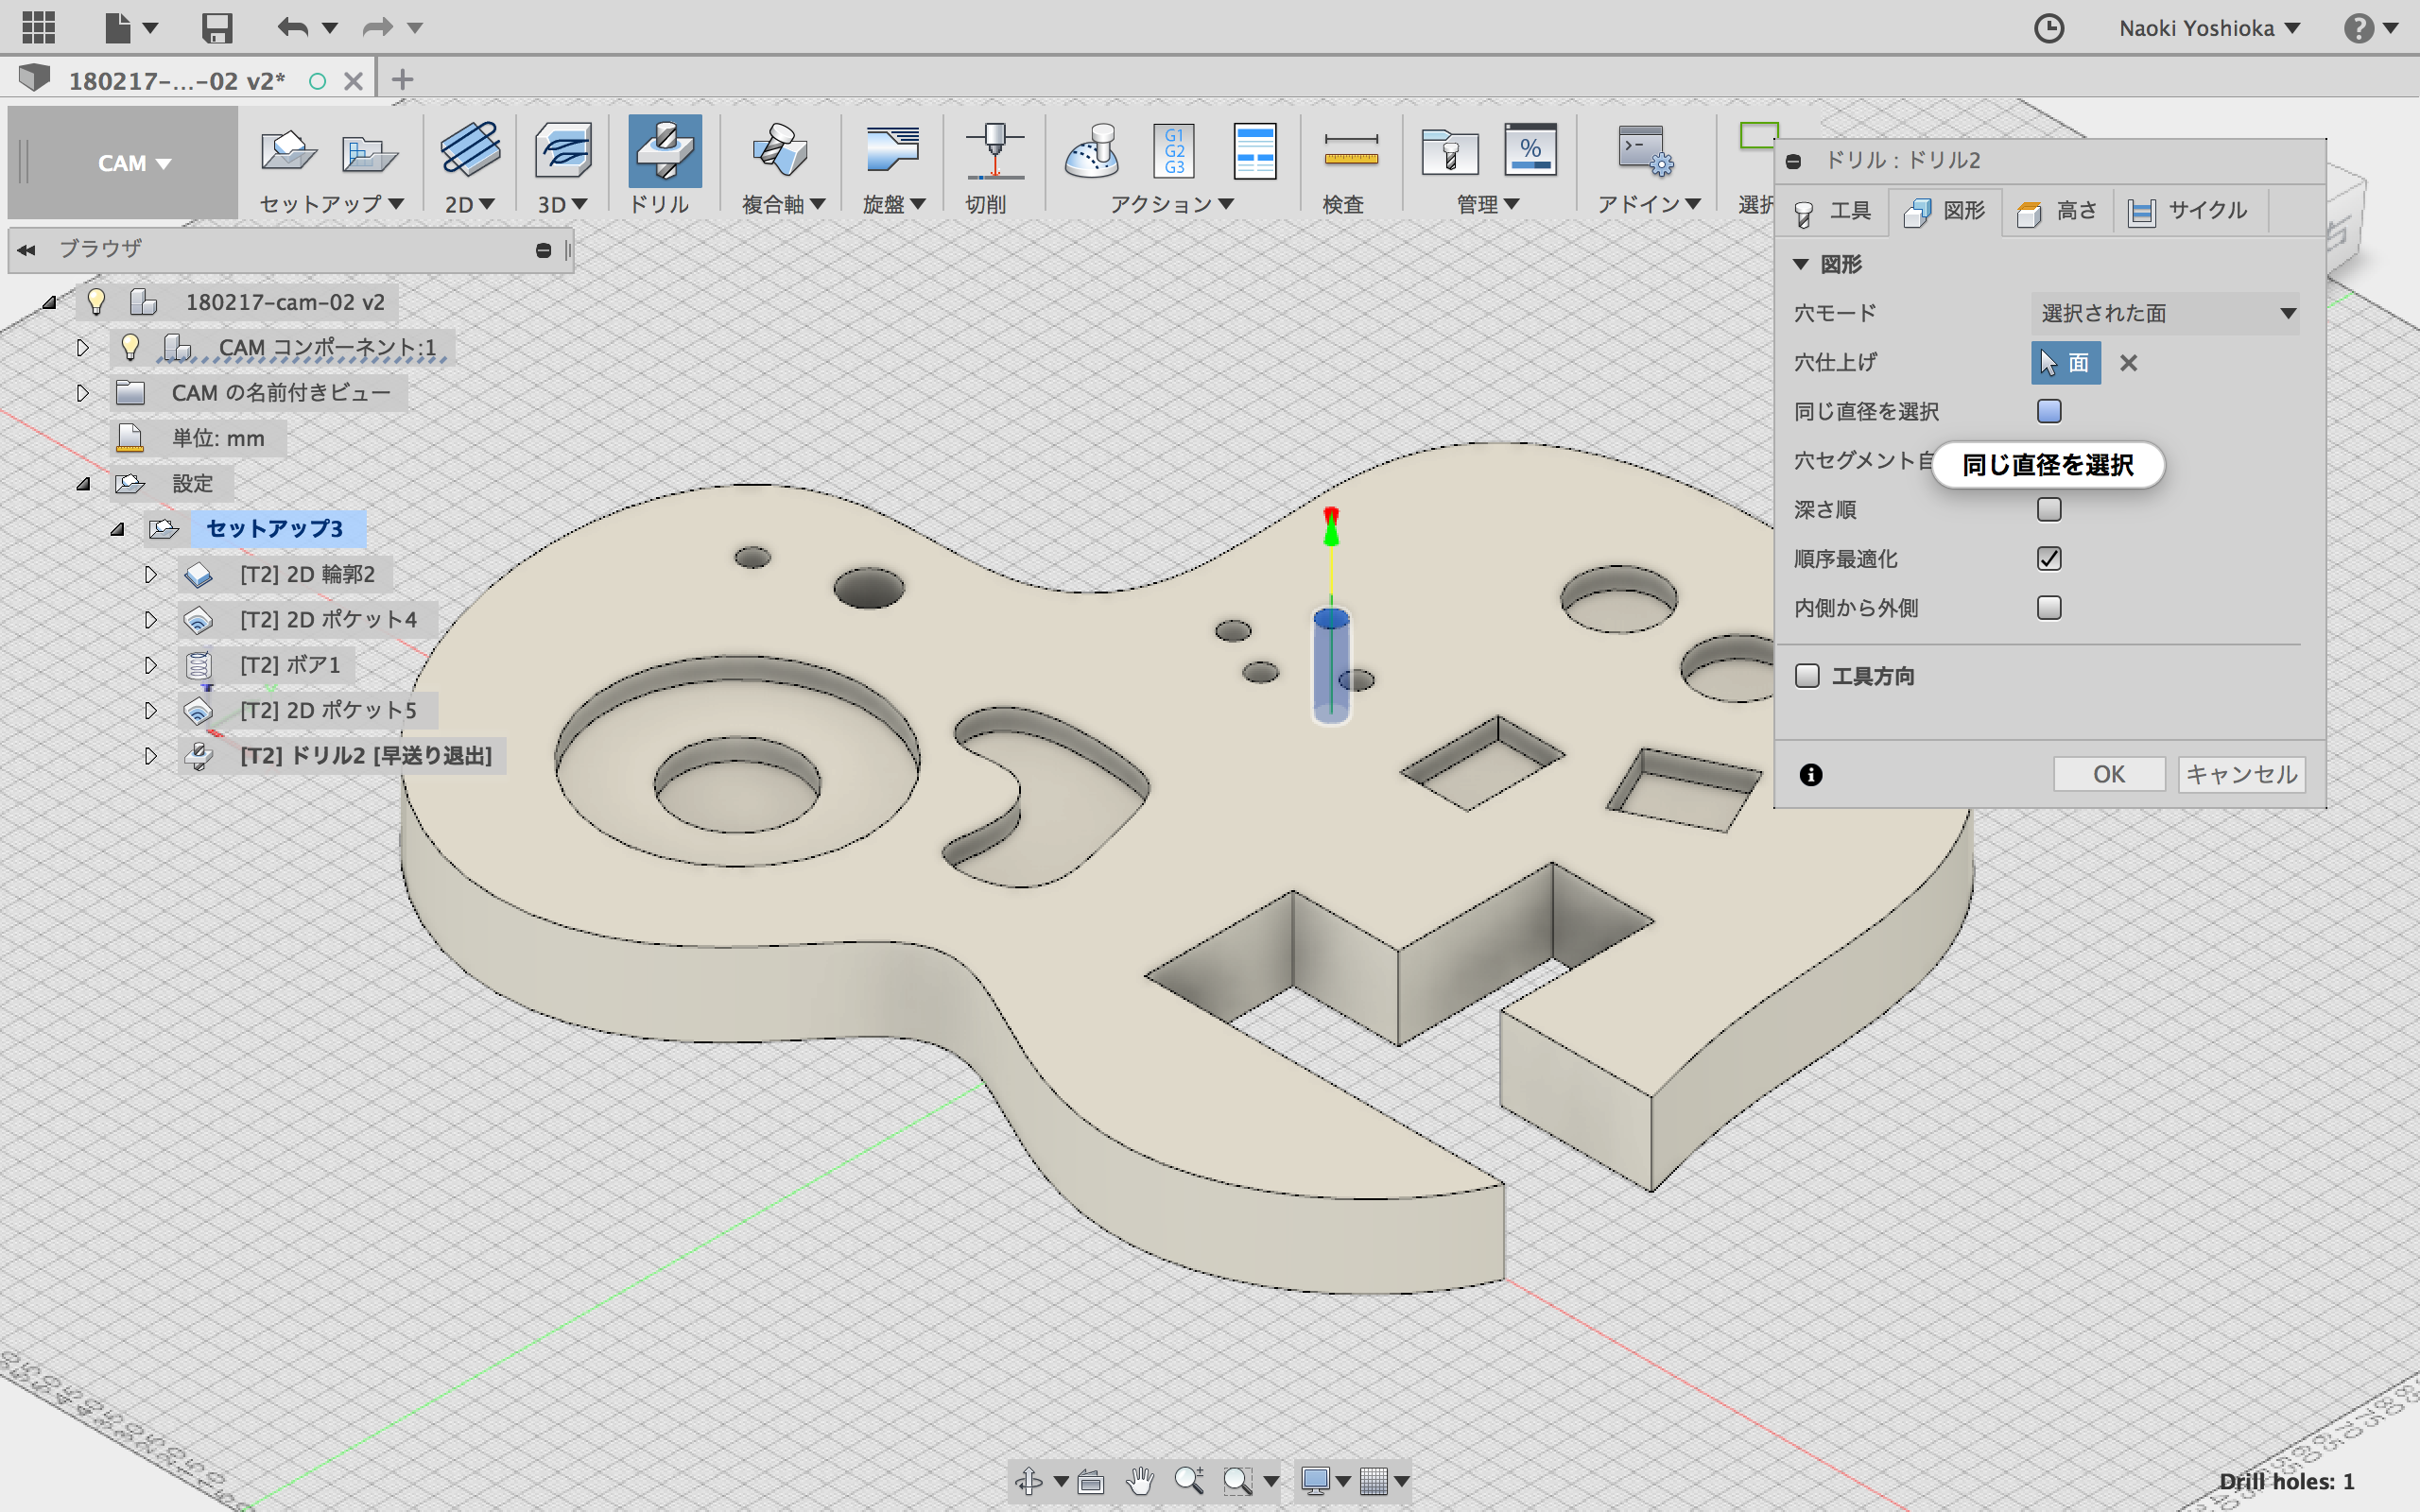 Naoki Yoshioka
180217-...-02 v2*
CAM
セットアップ
2D
3D
ドリル
複合軸
旋盤
切削
G1
G2
G3
アクション
検査
%
管理
アドイン
選択
ブラウザ
180217-cam-02 v2
CAM コンポーネント:1
CAM の名前付きビュー
単位: mm
設定
セットアップ3
[T2] 2D 輪郭2
[T2] 2D ポケット4
[T2] ボア1
[T2] 2D ポケット5
[T2] ドリル2 [早送り退出]
ドリル : ドリル2
工具 図形 高さ サイクル
図形
穴モード 選択された面
穴仕上げ 面
同じ直径を選択
穴セグメント自
同じ直径を選択
深さ順
順序最適化
内側から外側
工具方向
OK キャンセル
Drill holes: 1